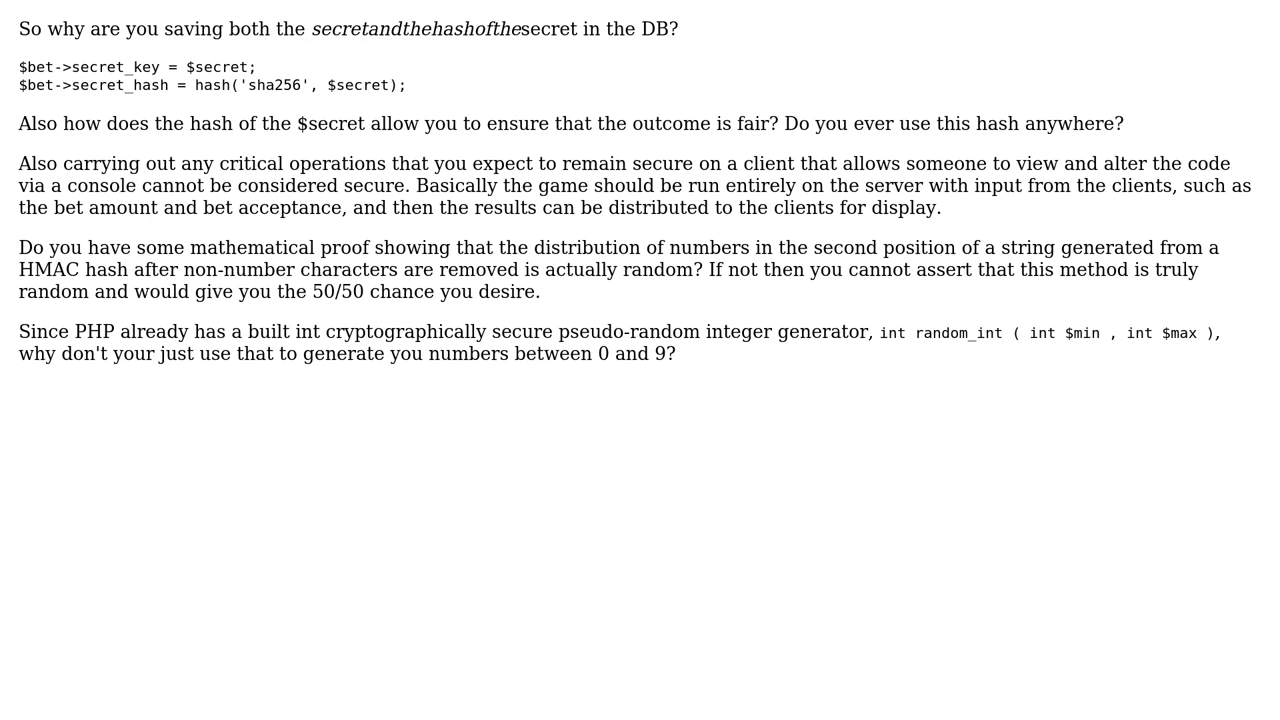 So why are you saving both the secretandthehashofthesecret in the DB?
$bet->secret_key = $secret;
$bet->secret_hash = hash('sha256', $secret);
Also how does the hash of the $secret allow you to ensure that the outcome is fair? Do you ever use this hash anywhere?
Also carrying out any critical operations that you expect to remain secure on a client that allows someone to view and alter the code
via a console cannot be considered secure. Basically the game should be run entirely on the server with input from the clients, such as
the bet amount and bet acceptance, and then the results can be distributed to the clients for display.
Do you have some mathematical proof showing that the distribution of numbers in the second position of a string generated from a
HMAC hash after non-number characters are removed is actually random? If not then you cannot assert that this method is truly
random and would give you the 50/50 chance you desire.
Since PHP already has a built int cryptographically secure pseudo-random integer generator, int random_int ( int $min , int $max ),
why don't your just use that to generate you numbers between 0 and 9?